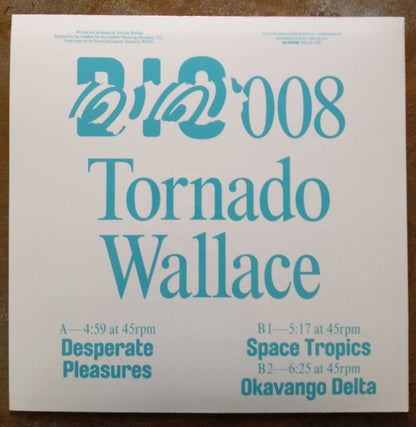 Written and produced by Tornado Wallace.
BIO 008
Tornado
Wallace
A—4:59 at 45rpm
Desperate
Pleasures
B1—5:17 at 45rpm
Space Tropics
B2—6:25 at 45rpm
Okavango Delta